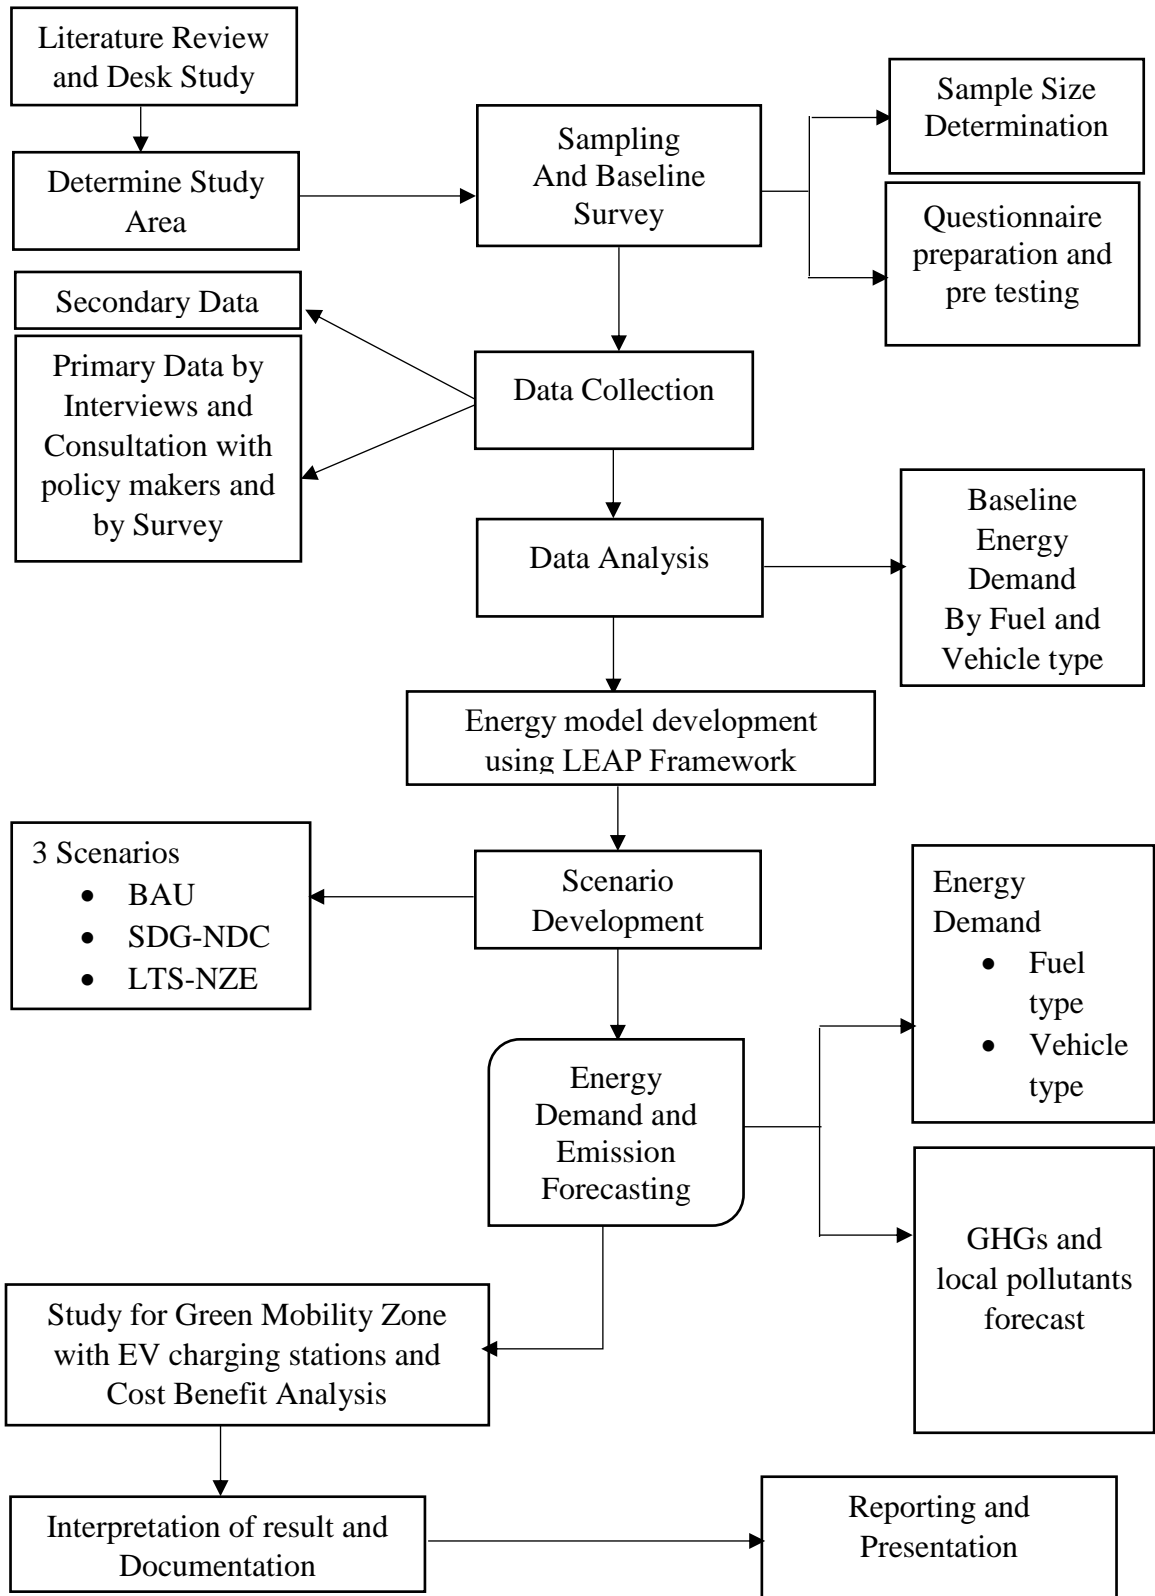 Literature Review
and Desk Study
Determine Study
Area
Sampling
And Baseline
Survey
Sample Size
Determination
Questionnaire
preparation and
pre testing
Secondary Data
Primary Data by
Interviews and
Consultation with
policy makers and
by Survey
Data Collection
Data Analysis
Baseline
Energy
Demand
By Fuel and
Vehicle type
Energy model development
using LEAP Framework
Scenario
Development
3 Scenarios
• BAU
• SDG-NDC
• LTS-NZE
Energy
Demand and
Emission
Forecasting
Energy
Demand
• Fuel
type
• Vehicle
type
GHGs and
local pollutants
forecast
Study for Green Mobility Zone
with EV charging stations and
Cost Benefit Analysis
Interpretation of result and
Documentation
Reporting and
Presentation